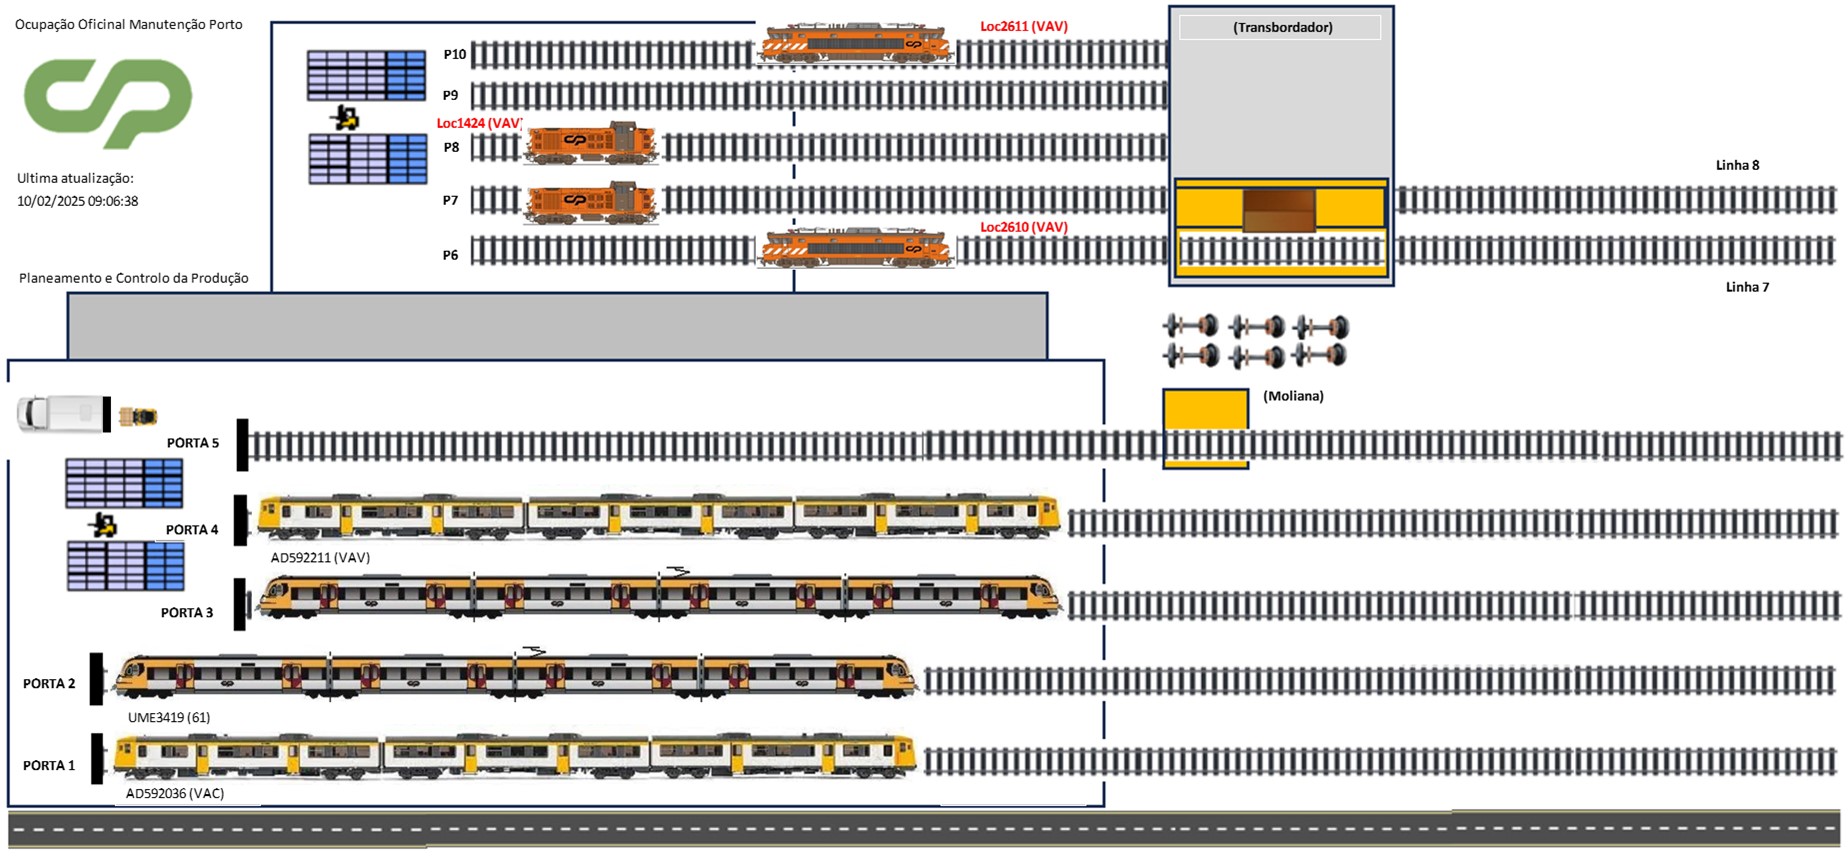 Ocupação Oficinal Manutenção Porto
Ultima atualização:
10/02/2025 09:06:38
Planeamento e Controlo da Produção
Loc2611 (VAV)
(Transbordador)
P10
P9
Loc1424 (VAV)
P8
P7
Loc2610 (VAV)
P6
Linha 8
Linha 7
(Moliana)
PORTA 5
PORTA 4
AD592211 (VAV)
PORTA 3
PORTA 2
UME3419 (61)
PORTA 1
AD592036 (VAC)